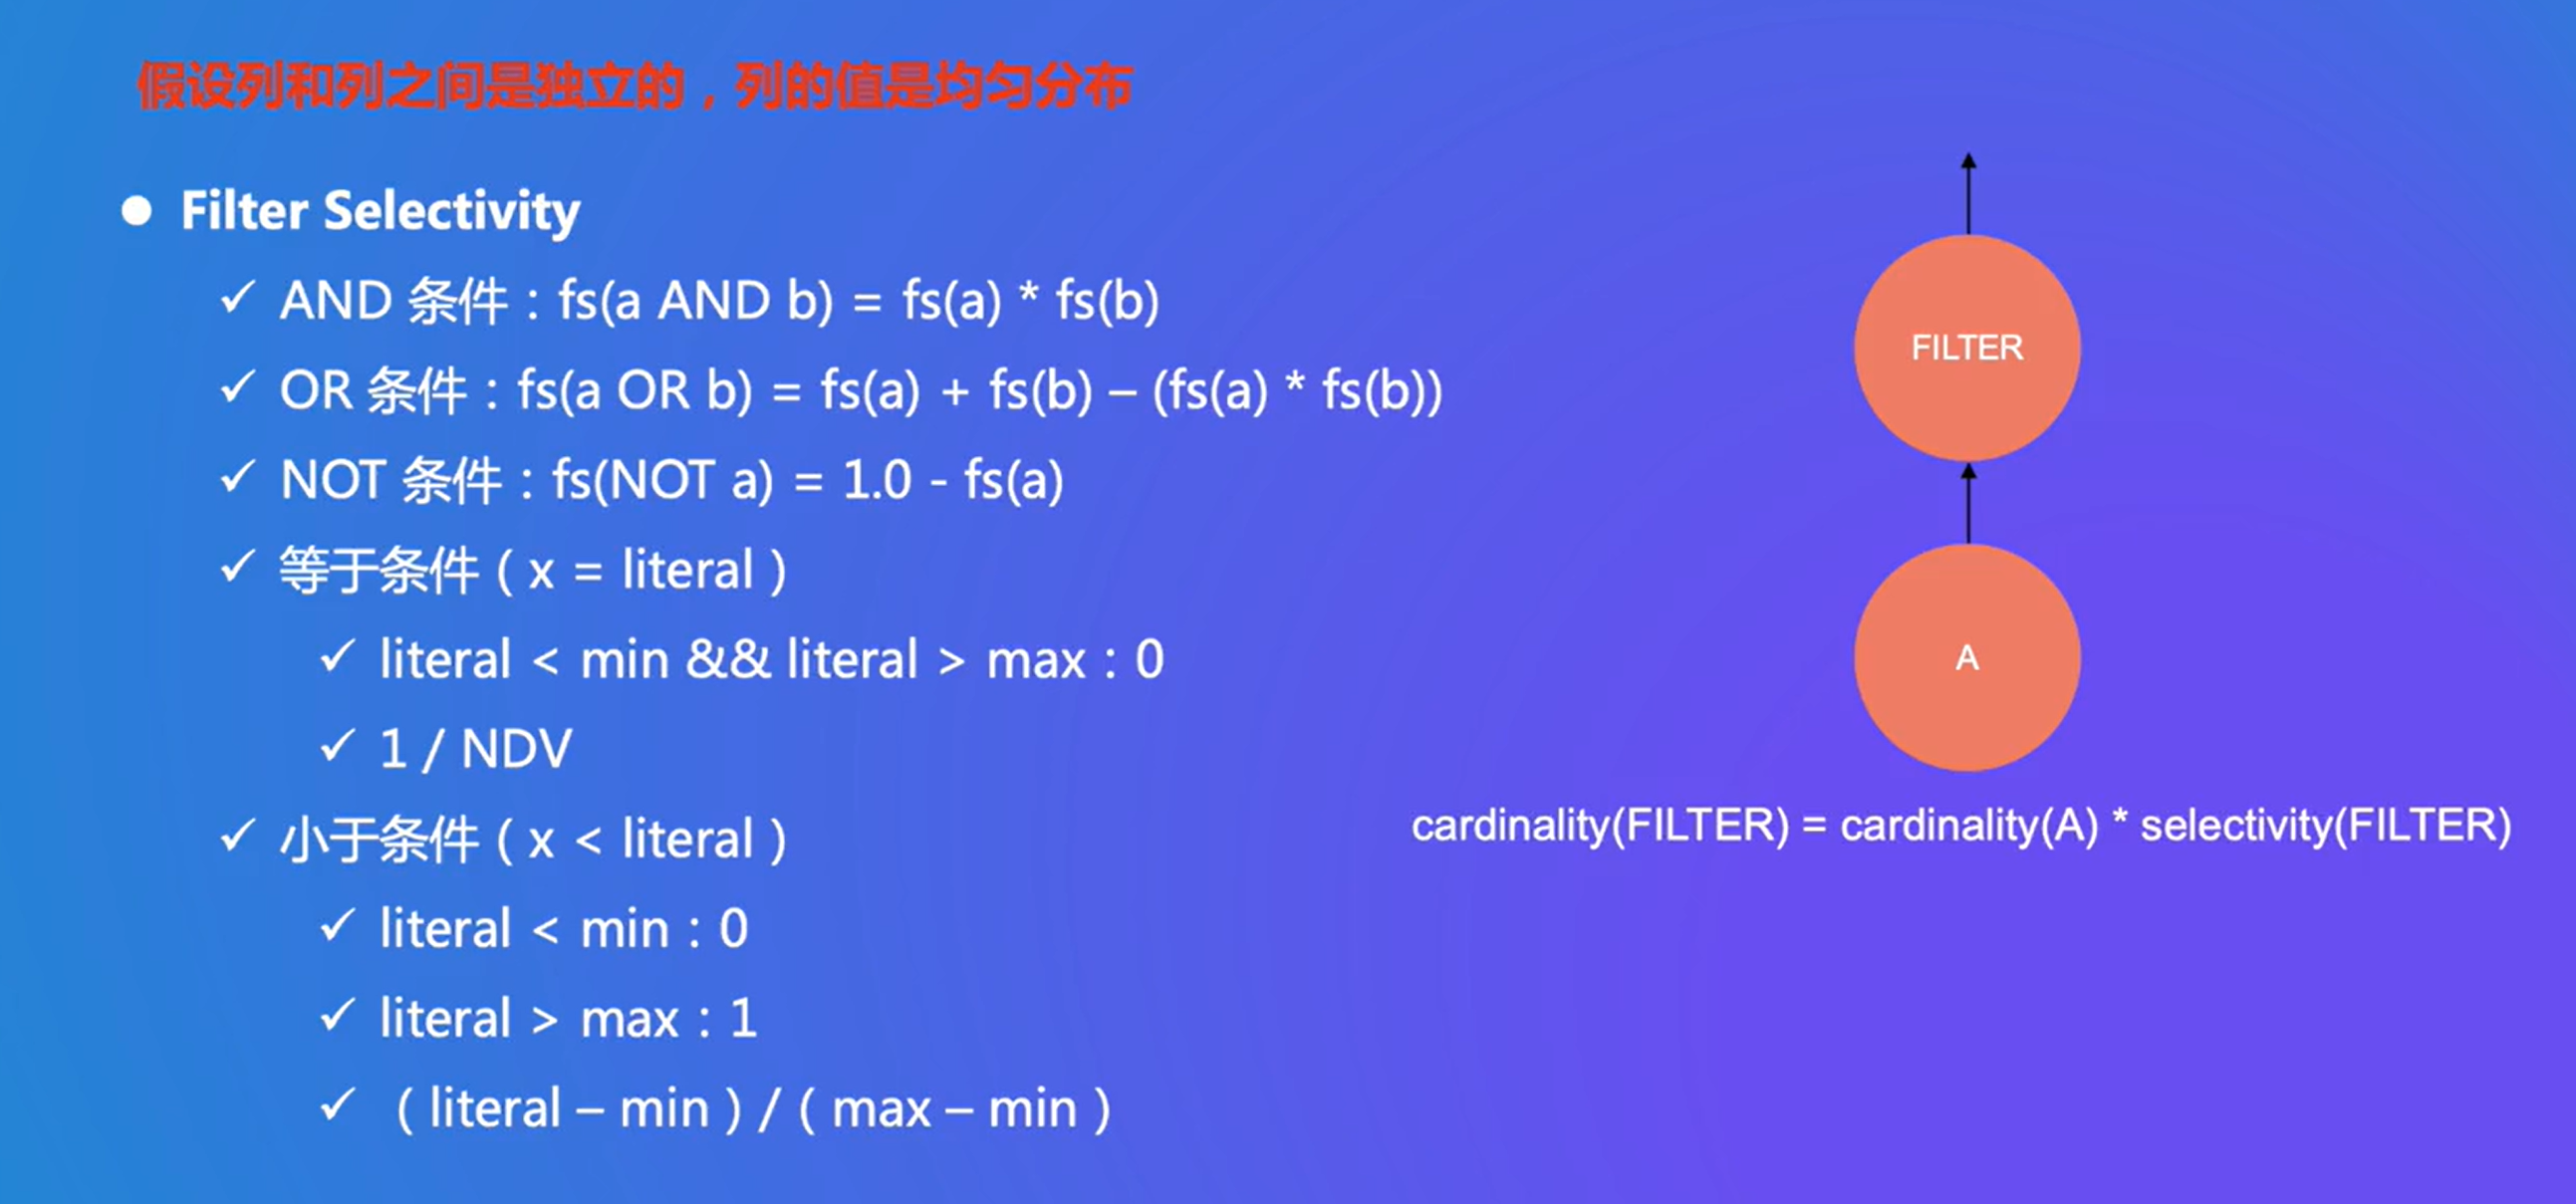 假设列和列之间是独立的，列的值是均匀分布
Filter Selectivity
AND 条件：fs(a AND b) = fs(a) * fs(b)
OR 条件：fs(a OR b) = fs(a) + fs(b) – (fs(a) * fs(b))
NOT 条件：fs(NOT a) = 1.0 - fs(a)
等于条件（x = literal）
literal < min && literal > max：0
1 / NDV
小于条件（x < literal）
literal < min：0
literal > max：1
（literal – min）/（max – min）
FILTER
A
cardinality(FILTER) = cardinality(A) * selectivity(FILTER)